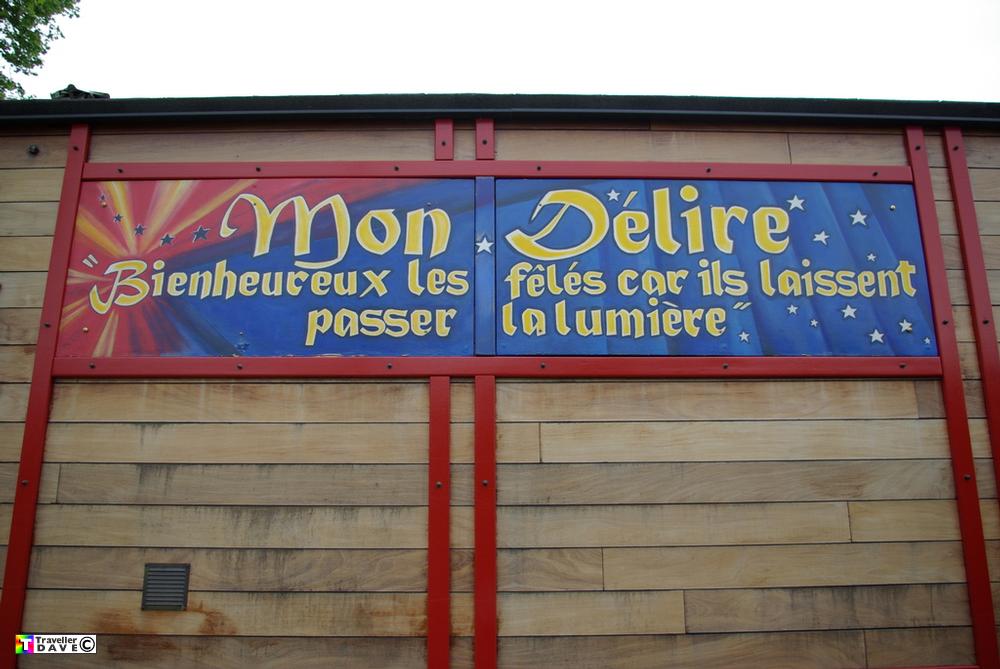 Mon Délire
"Bienheureux les fêlés car ils laissent
passer la lumière"
T Traveller
DAVE ©